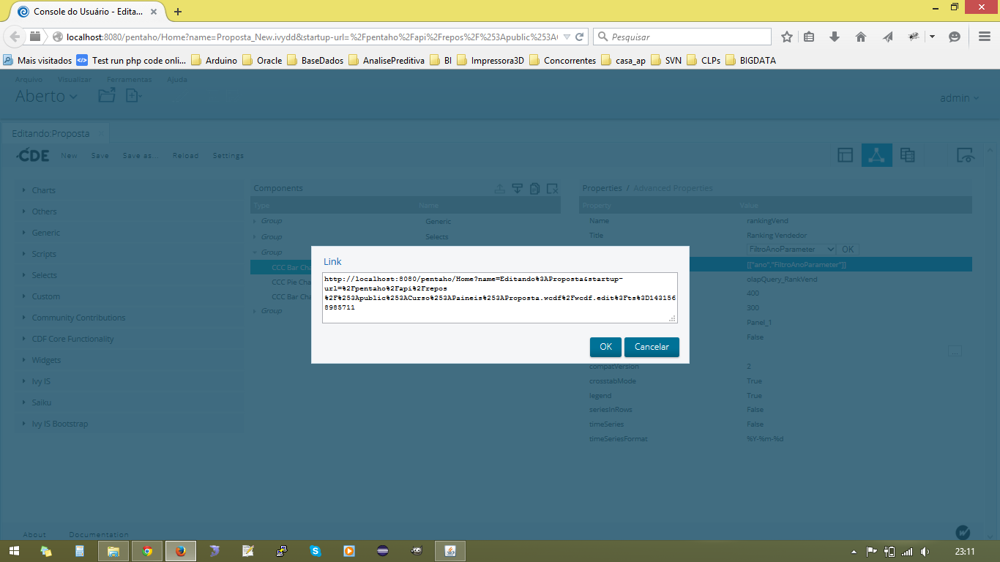 Console do Usuário - Edita...
localhost:8080/pentaho/Home?name=Proposta_New.ivydd&startup-url=%2Fpentaho%2Fapi%2Frepos%2F%253Apublic%253AC
Pesquisar
Mais visitados
Test run php code onli...
Arduino
Oracle
BaseDados
AnalisePreditiva
BI
Impressora3D
Concorrentes
casa_ap
SVN
CLPs
BIGDATA
Arquivo Visualizar Ferramentas Ajuda
Aberto
admin
Editando:Proposta
CDE New Save Save as... Reload Settings
Charts
Others
Generic
Scripts
Selects
Custom
Community Contributions
CDF Core Functionality
Widgets
Ivy IS
Saiku
Ivy IS Bootstrap
Components
Type Name
Group Generic
Group Selects
Group
CCC Bar Cha
CCC Pie Cha
CCC Bar Cha
Group
Properties / Advanced Properties
Property Value
Name rankingVend
Title Ranking Vendedor
FiltroAnoParameter OK
[["ano","FiltroAnoParameter"]]
olapQuery_RankVend
400
300
Panel_1
False
...
compatVersion 2
crosstabMode True
legend True
seriesInRows False
timeSeries False
timeSeriesFormat %Y-%m-%d
Link
http://localhost:8080/pentaho/Home?name=Editando%3AProposta&startup-
url=%2Fpentaho%2Fapi%2Frepos
%2F%253Apublic%253ACurso%253APaineis%253AProposta.wcdf%2Fwcdf.edit%3Fts%3D143156
8985711
OK Cancelar
About Documentation
23:11